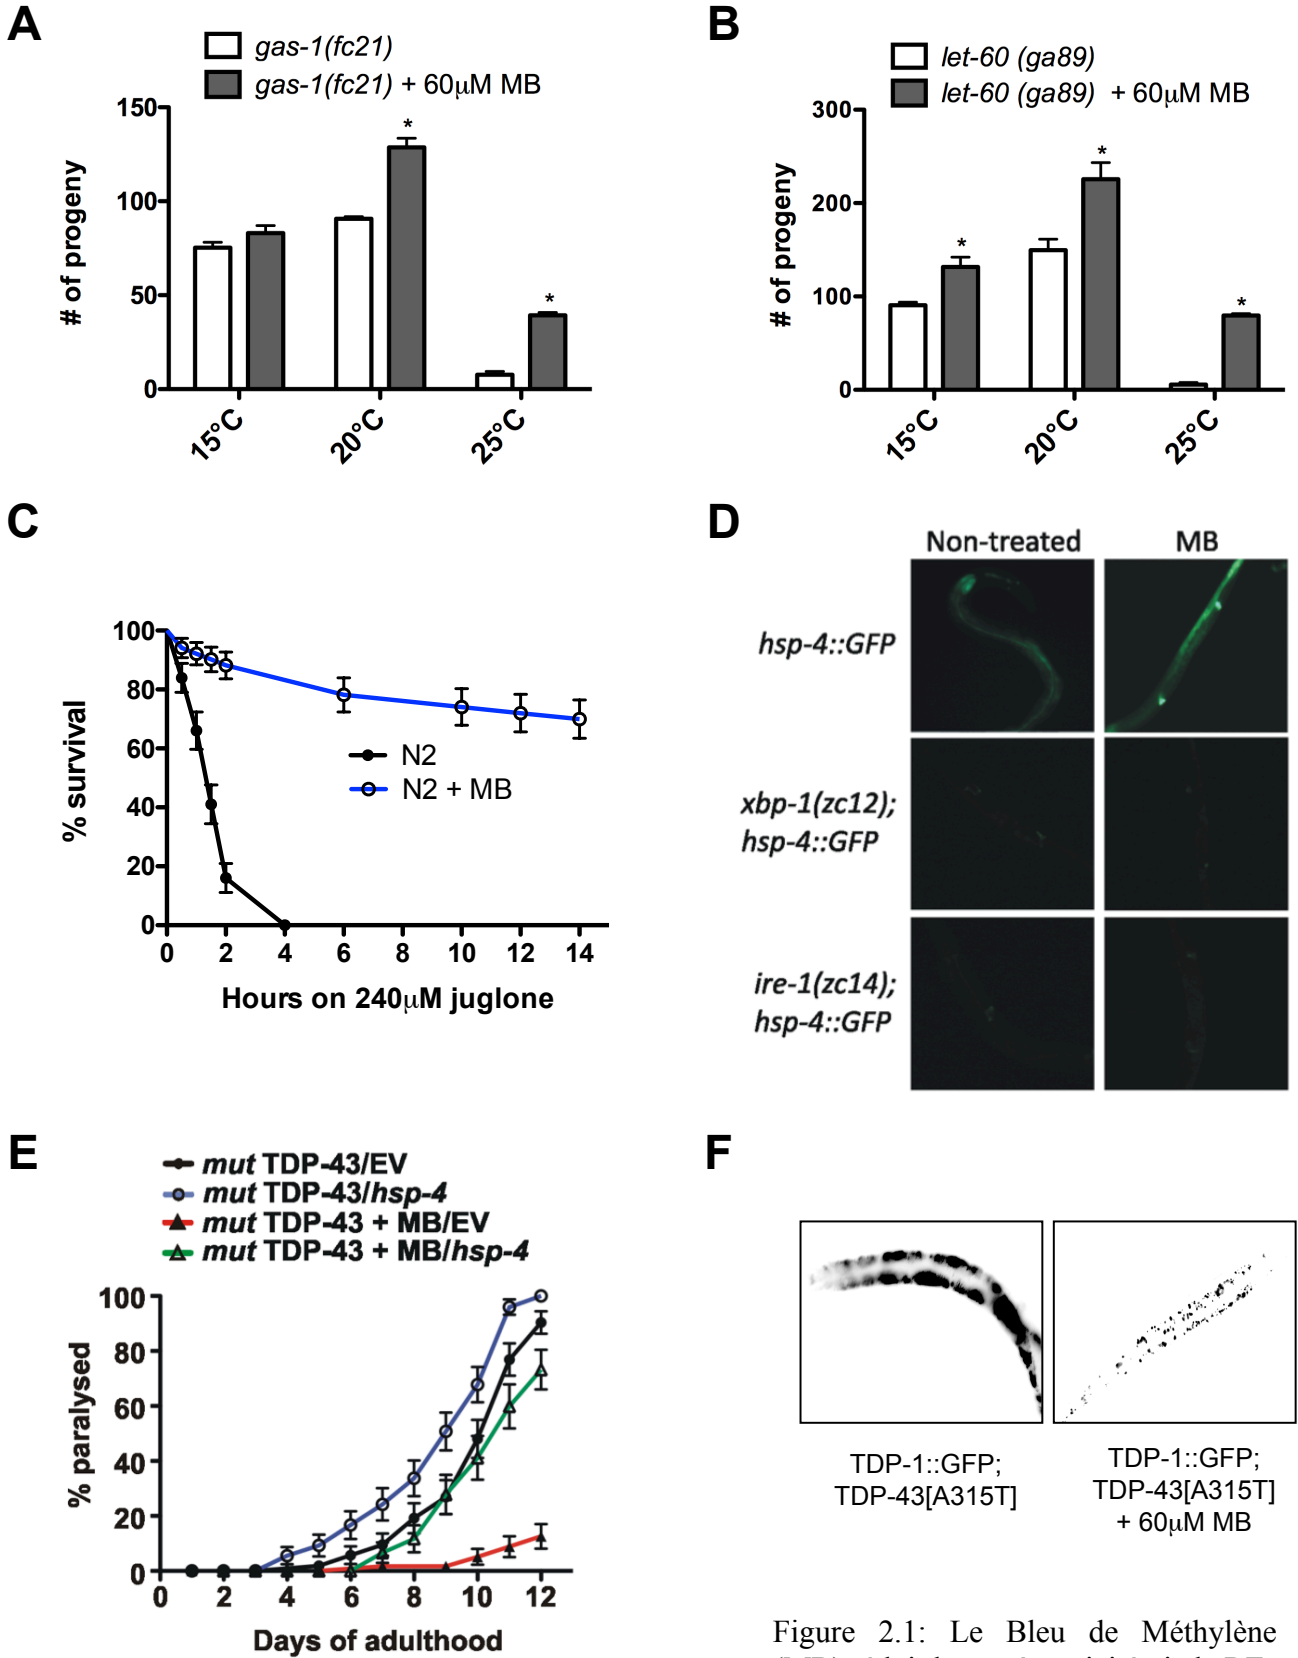 A
gas-1(fc21)
gas-1(fc21) + 60μM MB
# of progeny
150
100
50
0
15°C
20°C
25°C
*
*
B
let-60 (ga89)
let-60 (ga89) + 60μM MB
# of progeny
300
200
100
0
15°C
20°C
25°C
*
*
*
C
% survival
100
80
60
40
20
0
0 2 4 6 8 10 12 14
N2
N2 + MB
Hours on 240μM juglone
D
Non-treated MB
hsp-4::GFP
xbp-1(zc12);
hsp-4::GFP
ire-1(zc14);
hsp-4::GFP
E
mut TDP-43/EV
mut TDP-43/hsp-4
mut TDP-43 + MB/EV
mut TDP-43 + MB/hsp-4
% paralysed
100
80
60
40
20
0
0 2 4 6 8 10 12
Days of adulthood
F
TDP-1::GFP;
TDP-43[A315T]
TDP-1::GFP;
TDP-43[A315T]
+ 60μM MB
Figure 2.1: Le Bleu de Méthylène